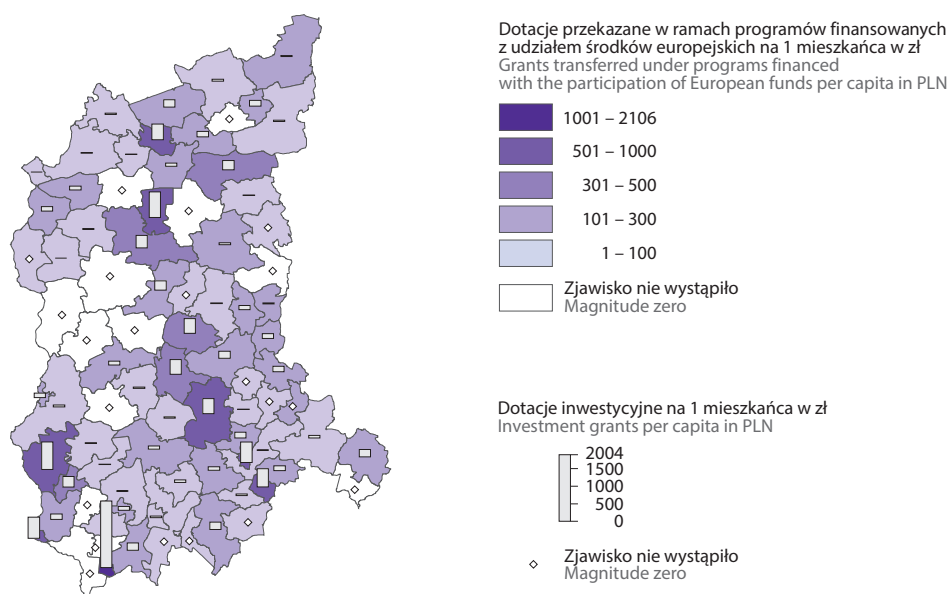 Dotacje przekazane w ramach programów finansowanych
z udziałem środków europejskich na 1 mieszkańca w zł
Grants transferred under programs financed
with the participation of European funds per capita in PLN
1001 – 2106
501 – 1000
301 – 500
101 – 300
1 – 100
Zjawisko nie wystąpiło
Magnitude zero
Dotacje inwestycyjne na 1 mieszkańca w zł
Investment grants per capita in PLN
2004
1500
1000
500
0
Zjawisko nie wystąpiło
Magnitude zero